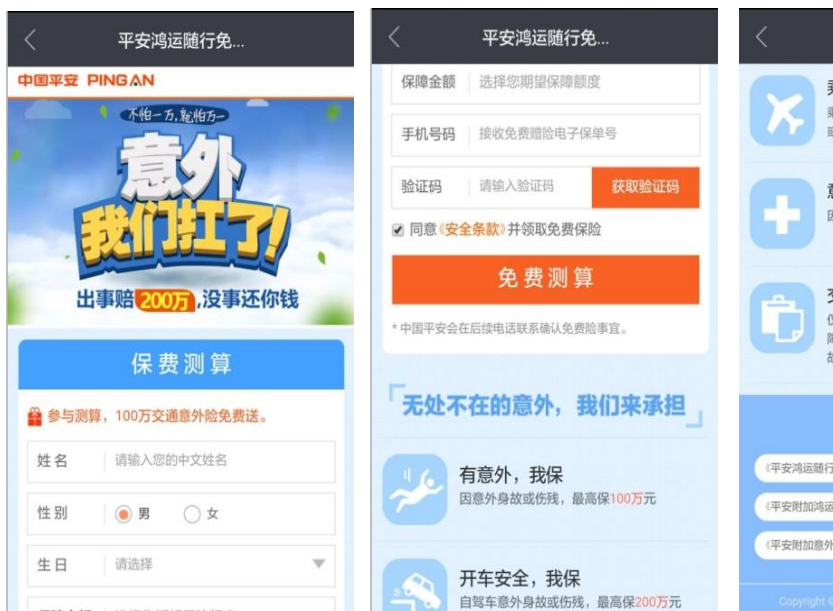 平安鸿运随行免...
中国平安 PINGAN
不怕一万,就怕万一
意外
我们扛了!
出事赔200万,没事还你钱
保费测算
参与测算，100万交通意外险免费送。
姓名 请输入您的中文姓名
性别 男 女
生日 请选择
平安鸿运随行免...
保障金额 选择您期望保障额度
手机号码 接收免费赠险电子保单号
验证码 请输入验证码 获取验证码
同意《安全条款》并领取免费保险
免费测算
* 中国平安会在后续电话联系确认免费险事宜。
「无处不在的意外，我们来承担」
有意外，我保
因意外身故或伤残，最高保100万元
开车安全，我保
自驾车意外身故或伤残，最高保200万元
《平安鸿运随行
《平安附加鸿运
《平安附加意外
Copyright ©